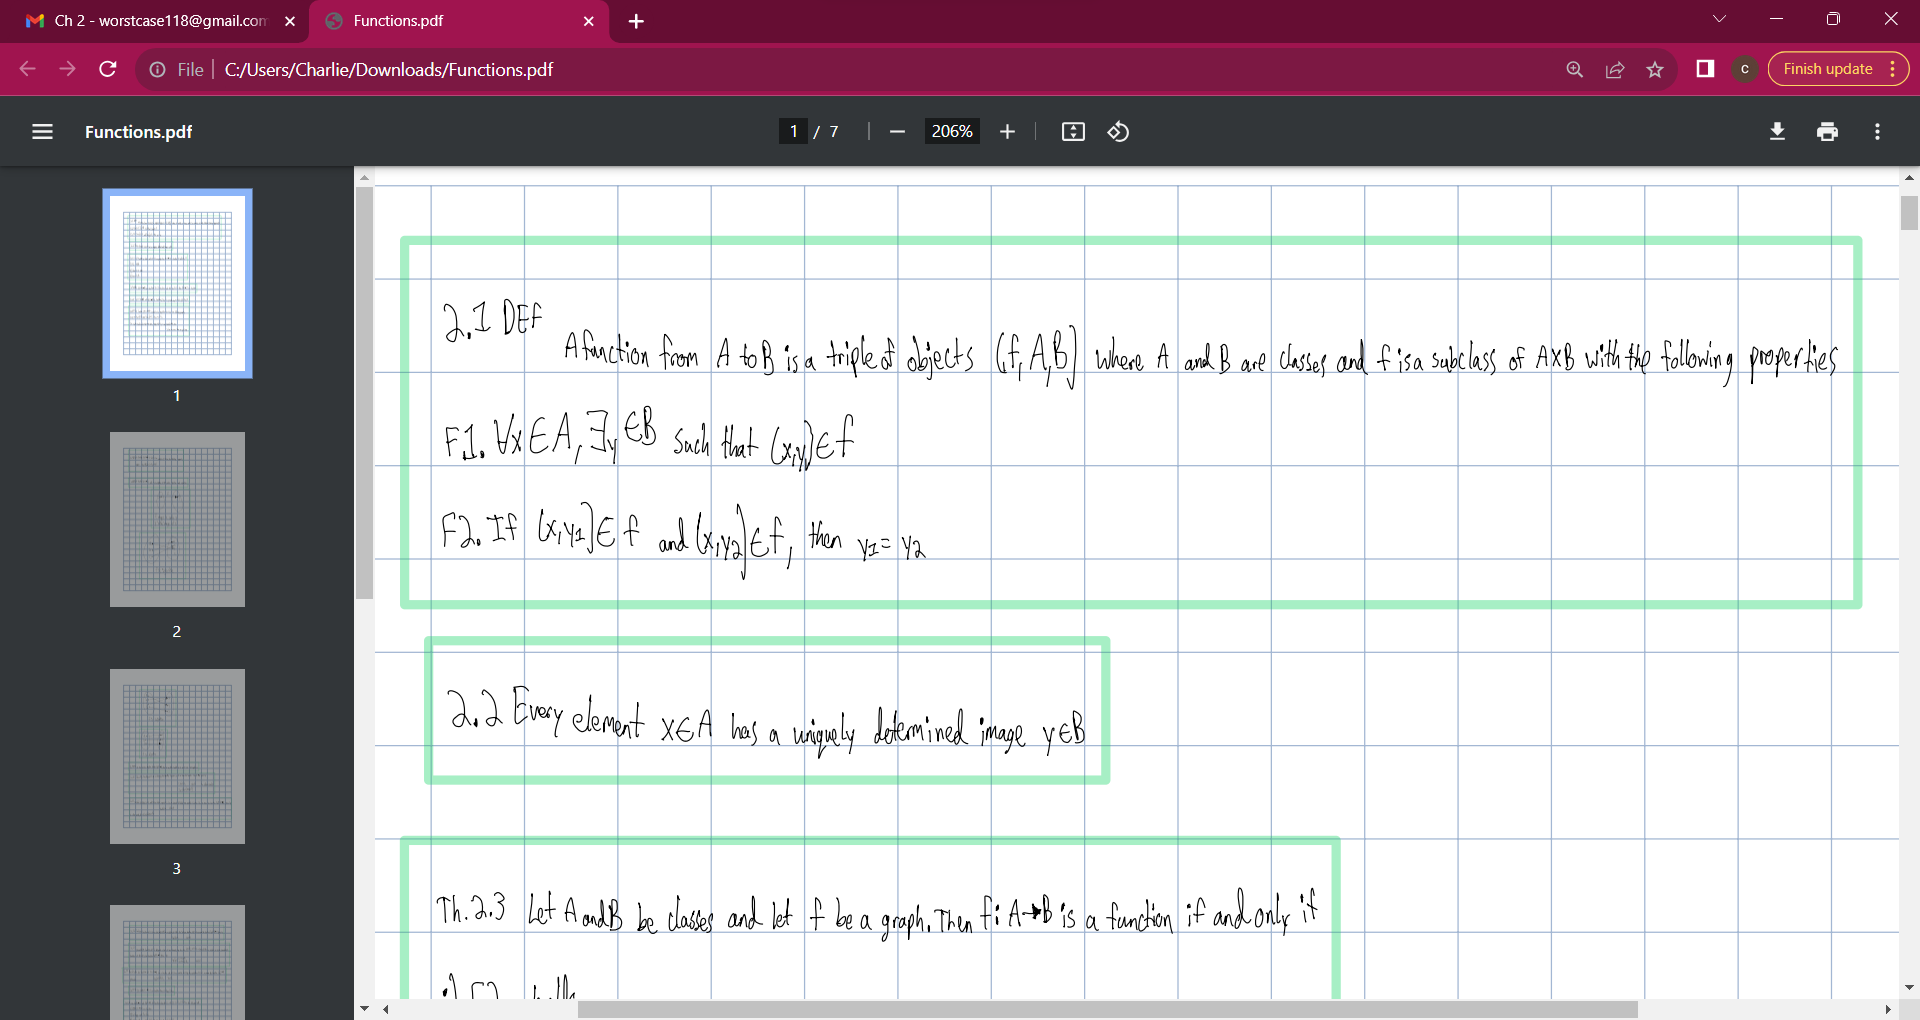 Ch 2 - worstcase118@gmail.com
Functions.pdf
File
C:/Users/Charlie/Downloads/Functions.pdf
C
Finish update
Functions.pdf
1 / 7
206%
1
2
3
2.1 DEF
A function from A to B is a triple of objects (f, A, B) where A and B are classes and f is a subclass of A×B with the following properties
F1. ∀x∈A, ∃y∈B such that (x,y)∈f
F2. If (x,y1)∈f and (x,y2)∈f, then y1 = y2
2.2 Every element x∈A has a uniquely determined image y∈B
Th. 2.3 Let A and B be classes and let f be a graph. Then f: A→B is a function if and only if